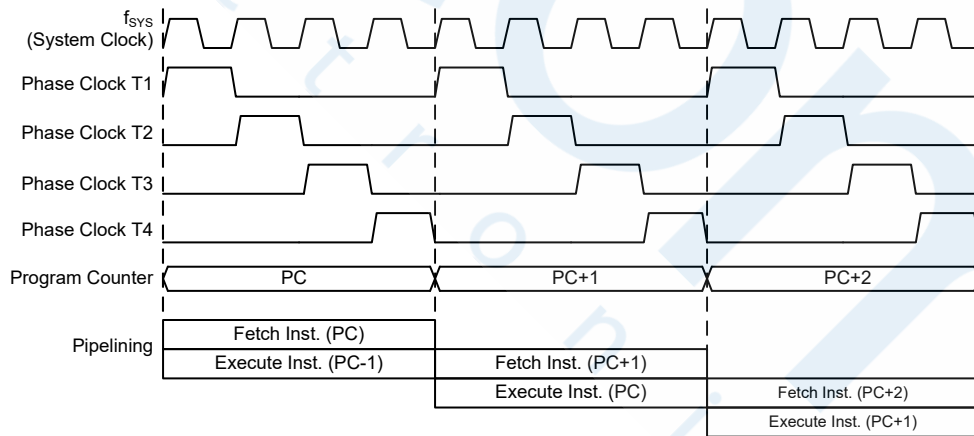 fSYS
(System Clock)
Phase Clock T1
Phase Clock T2
Phase Clock T3
Phase Clock T4
Program Counter PC PC+1 PC+2
Pipelining
Fetch Inst. (PC)
Execute Inst. (PC-1) Fetch Inst. (PC+1)
Execute Inst. (PC) Fetch Inst. (PC+2)
Execute Inst. (PC+1)